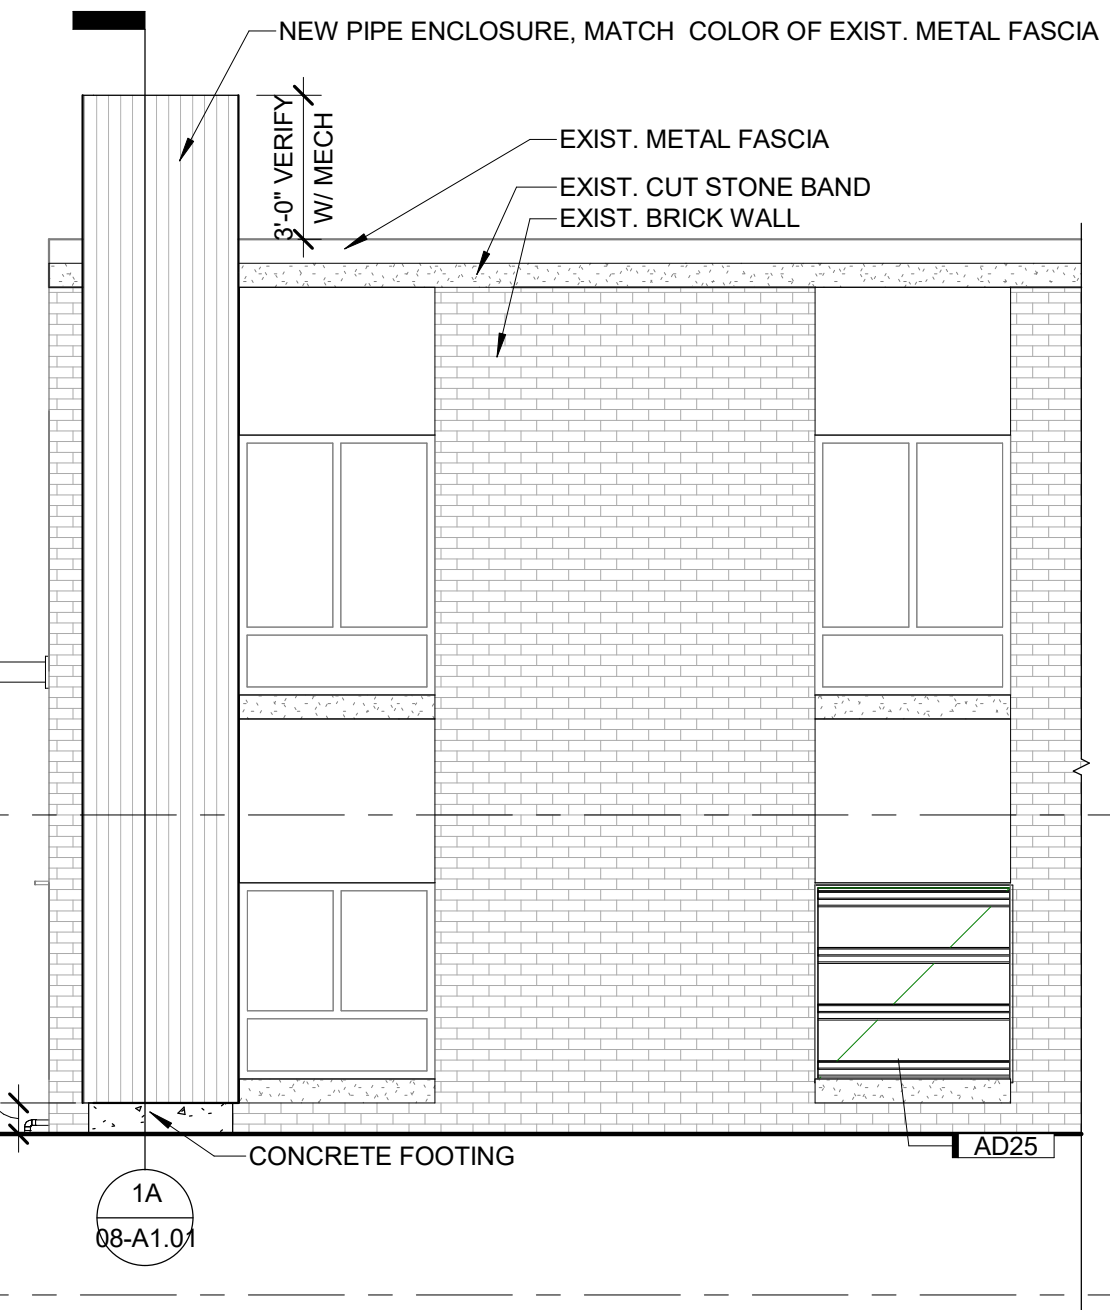 NEW PIPE ENCLOSURE, MATCH COLOR OF EXIST. METAL FASCIA
3'-0" VERIFY
W/ MECH
EXIST. METAL FASCIA
EXIST. CUT STONE BAND
EXIST. BRICK WALL
CONCRETE FOOTING
AD25
1A
08-A1.01